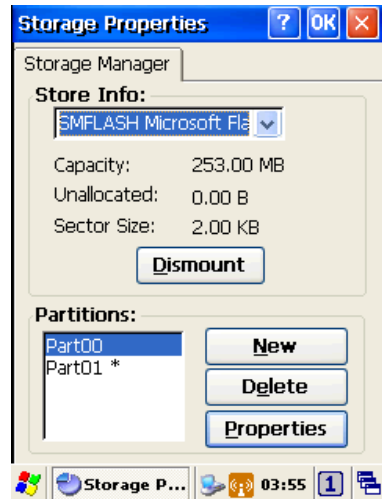 Storage Properties ? OK
Storage Manager
Store Info:
SMFLASH Microsoft Fla
Capacity: 253.00 MB
Unallocated: 0.00 B
Sector Size: 2.00 KB
Dismount
Partitions:
Part00
Part01 *
New
Delete
Properties
Storage P... 03:55 1